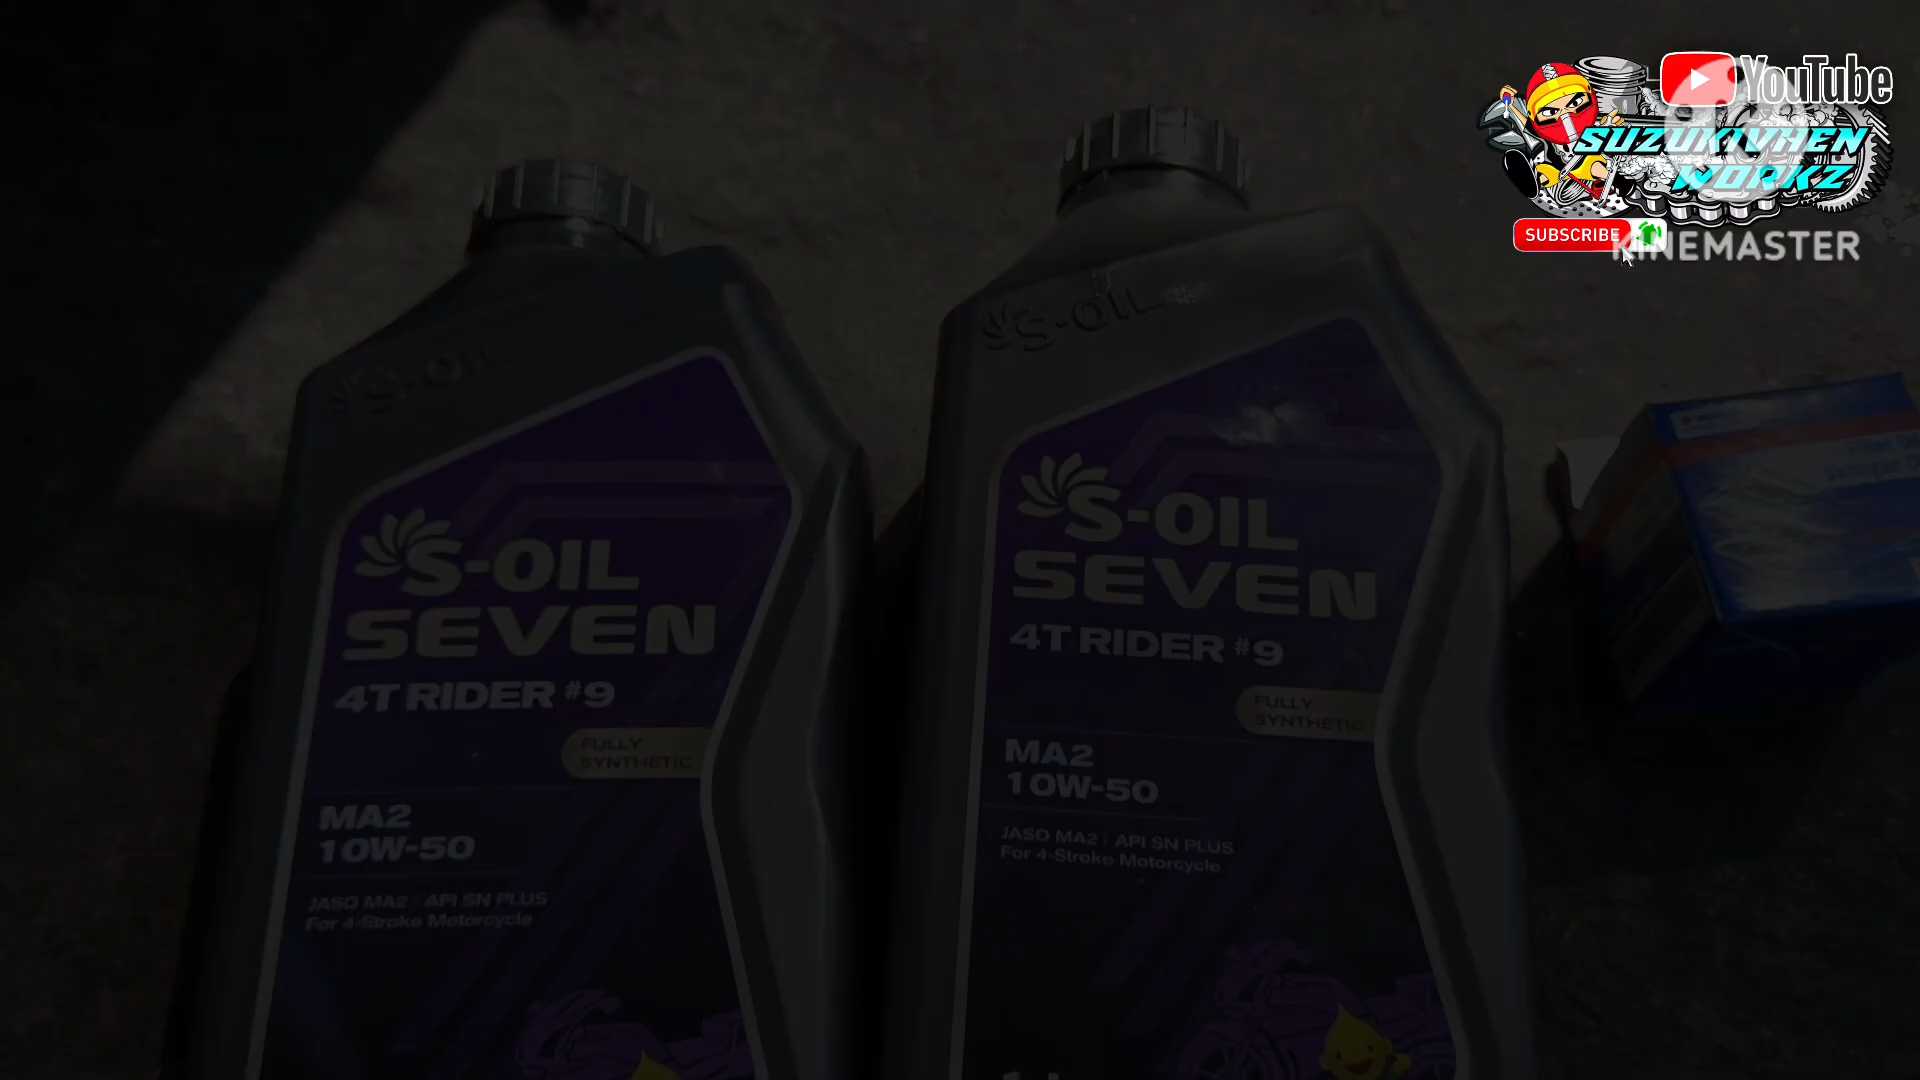 YouTube
SUZUKIVHEN
WORKZ
SUBSCRIBE
KINEMASTER
S-OIL
S-OIL
SEVEN
4T RIDER #9
FULLY
SYNTHETIC
MA2
10W-50
JASO MA2 | API SN PLUS
For 4-Stroke Motorcycle
S-OIL
S-OIL
SEVEN
4T RIDER #9
FULLY
SYNTHETIC
MA2
10W-50
JASO MA2 | API SN PLUS
For 4-Stroke Motorcycle